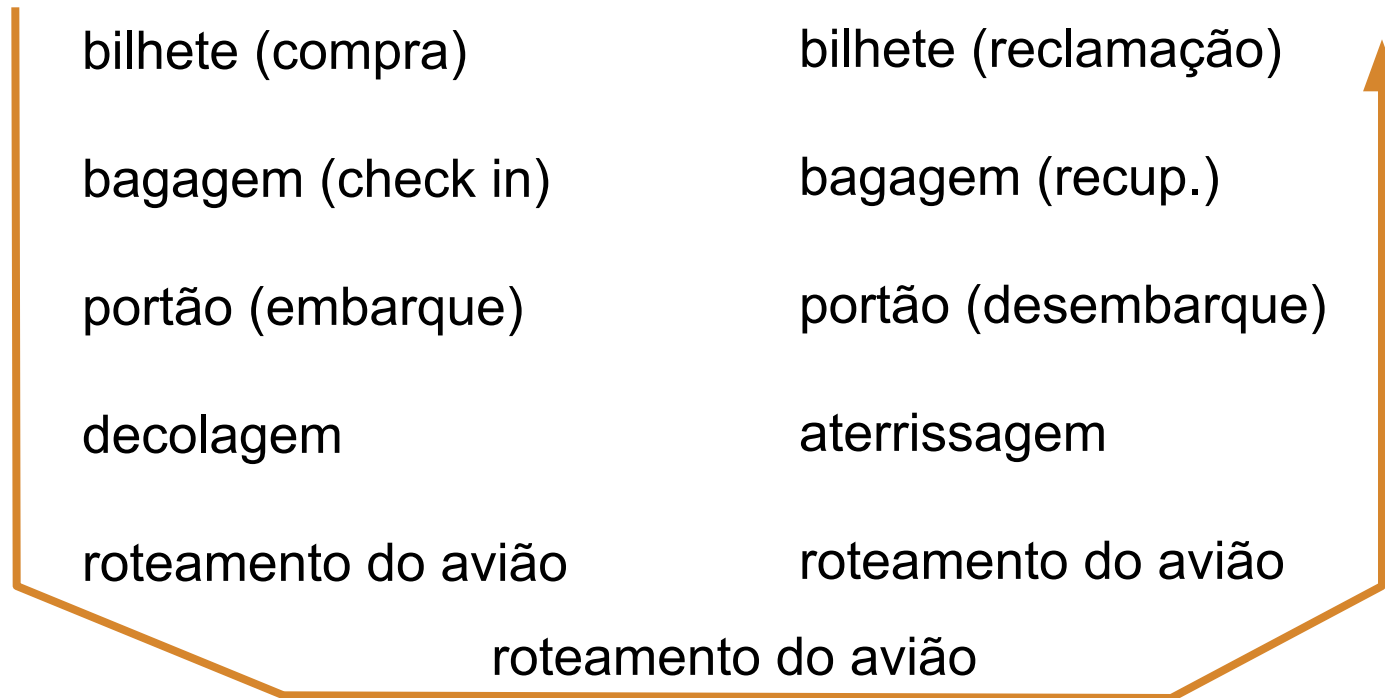 bilhete (compra)
bagagem (check in)
portão (embarque)
decolagem
roteamento do avião
bilhete (reclamação)
bagagem (recup.)
portão (desembarque)
aterrissagem
roteamento do avião
roteamento do avião